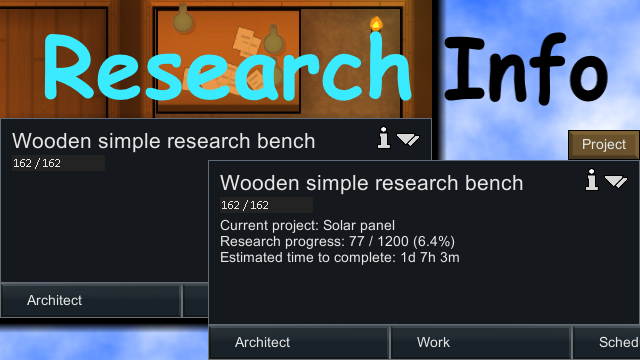 Research Info
Wooden simple research bench
162 / 162
Project
Wooden simple research bench
162 / 162
Current project: Solar panel
Research progress: 77 / 1200 (6.4%)
Estimated time to complete: 1d 7h 3m
Architect
Architect
Work
Sched